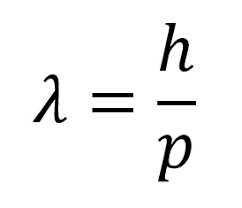 λ = h/p